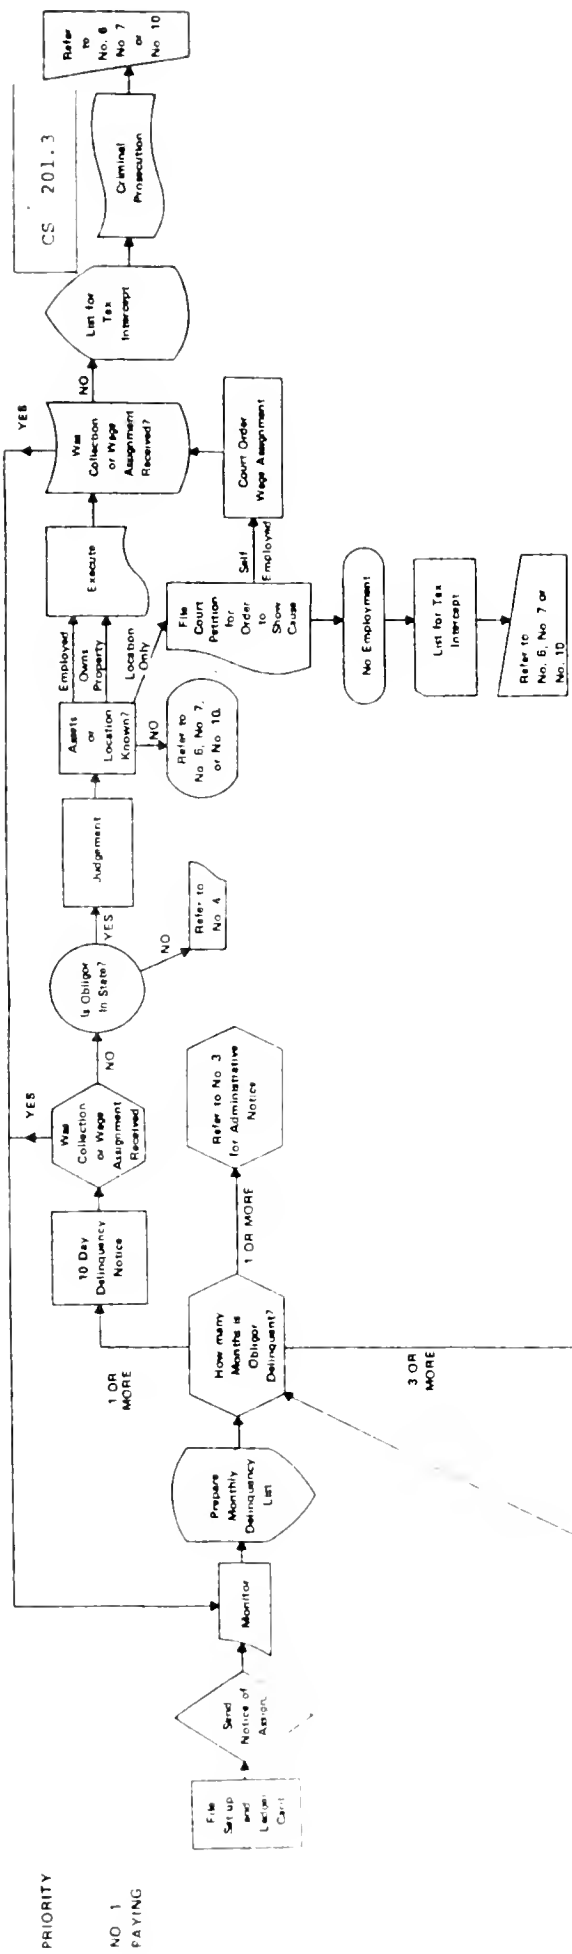 CS 201.3
PRIORITY
NO 1
PAYING
File
Set up
and
Ledger
Card
Send
Notice of
Assign.
Monitor
Prepare
Monthly
Delinquency
List
How many
Months is
Obligor
Delinquent?
1 OR
MORE
1 OR MORE
3 OR
MORE
Refer to No 3
for Administrative
Notice
10 Day
Delinquency
Notice
Was
Collection
or Wage
Assignment
Received
YES
NO
Is Obligor
In State?
YES
NO
Refer to
No 4
Judgement
Assets
or
Location
Known?
Employed
Owns
Property
Location
Only
NO
Refer to
No 6, No 7,
or No 10.
Execute
File
Court
Petition
for
Order
to
Show
Cause
Self
Employed
Court Order
Wage Assignment
No Employment
List for Tax
Intercept
Refer to
No. 6, No. 7 or
No. 10
Was
Collection
or Wage
Assignment
Received?
YES
NO
List for
Tax
Intercept
Criminal
Prosecution
Refer
to
No. 6
No 7
or
No 10